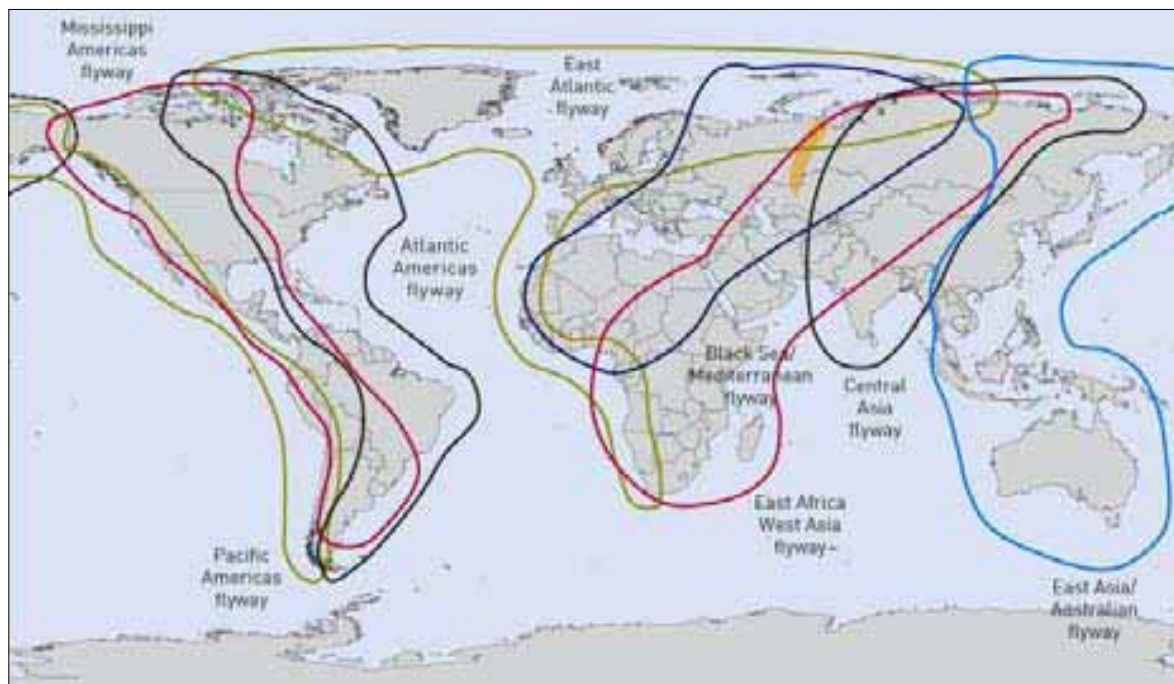 Mississippi
Americas
flyway
East
Atlantic
flyway
Atlantic
Americas
flyway
Black Sea/
Mediterranean
flyway
Central
Asia
flyway
East Africa
West Asia
flyway~
Pacific
Americas
flyway
East Asia/
Australian
flyway